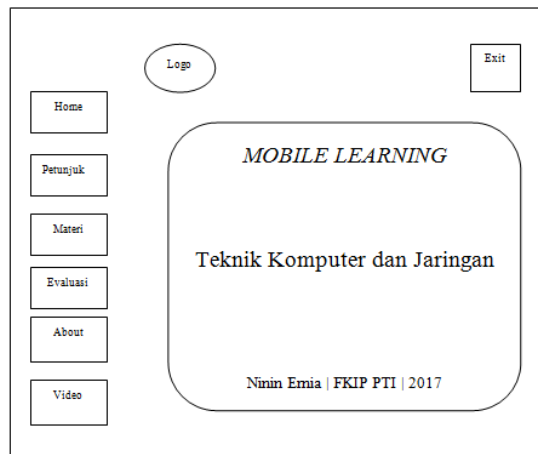 Logo
Exit
Home
Petunjuk
Materi
Evaluasi
About
Video
MOBILE LEARNING
Teknik Komputer dan Jaringan
Ninin Ernia | FKIP PTI | 2017